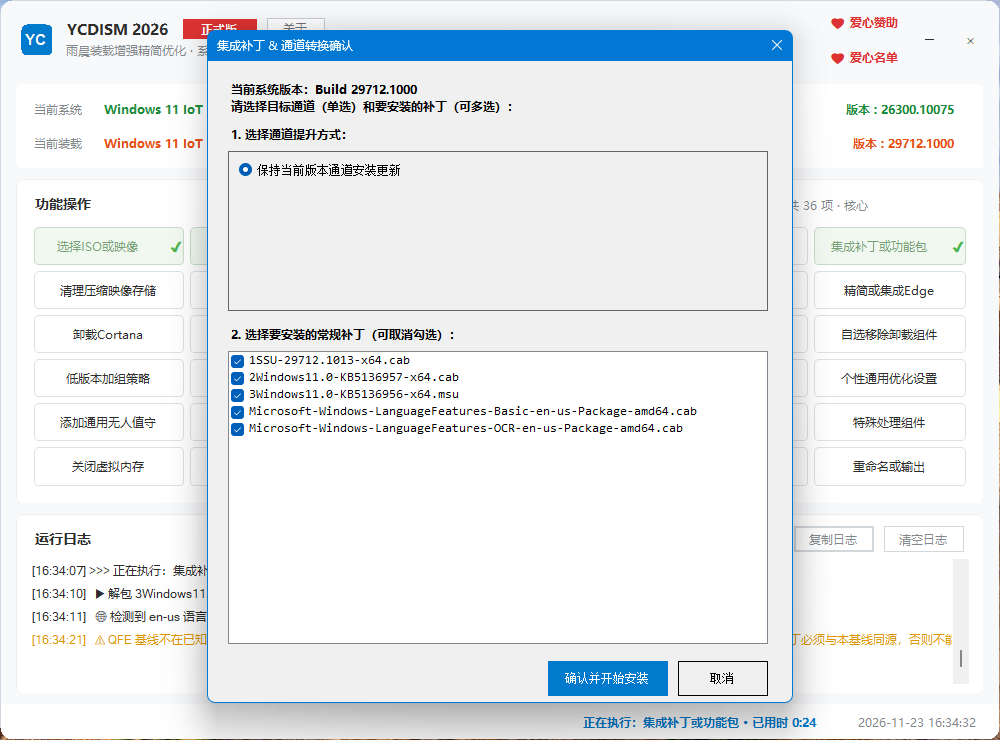 YC
YCDISM 2026
正式版
关于
雨晨装载增强精简优化 · 系
爱心赞助
爱心名单
当前系统 Windows 11 IoT
版本：26300.10075
当前装载 Windows 11 IoT
版本：29712.1000
功能操作
共 36 项 · 核心
选择ISO或映像
集成补丁或功能包
清理压缩映像存储
精简或集成Edge
卸载Cortana
自选移除卸载组件
低版本加组策略
个性通用优化设置
添加通用无人值守
特殊处理组件
关闭虚拟内存
重命名或输出
集成补丁 & 通道转换确认
当前系统版本：Build 29712.1000
请选择目标通道（单选）和要安装的补丁（可多选）：
1. 选择通道提升方式：
保持当前版本通道安装更新
2. 选择要安装的常规补丁（可取消勾选）：
1SSU-29712.1013-x64.cab
2Windows11.0-KB5136957-x64.cab
3Windows11.0-KB5136956-x64.msu
Microsoft-Windows-LanguageFeatures-Basic-en-us-Package-amd64.cab
Microsoft-Windows-LanguageFeatures-OCR-en-us-Package-amd64.cab
确认并开始安装
取消
运行日志
复制日志
清空日志
[16:34:07] >>> 正在执行：集成补
[16:34:10] ▶ 解包 3Windows11
[16:34:11] 🌐 检测到 en-us 语言
[16:34:21] ⚠ QFE 基线不在已知
丁必须与本基线同源，否则不能
正在执行：集成补丁或功能包 • 已用时 0:24
2026-11-23 16:34:32